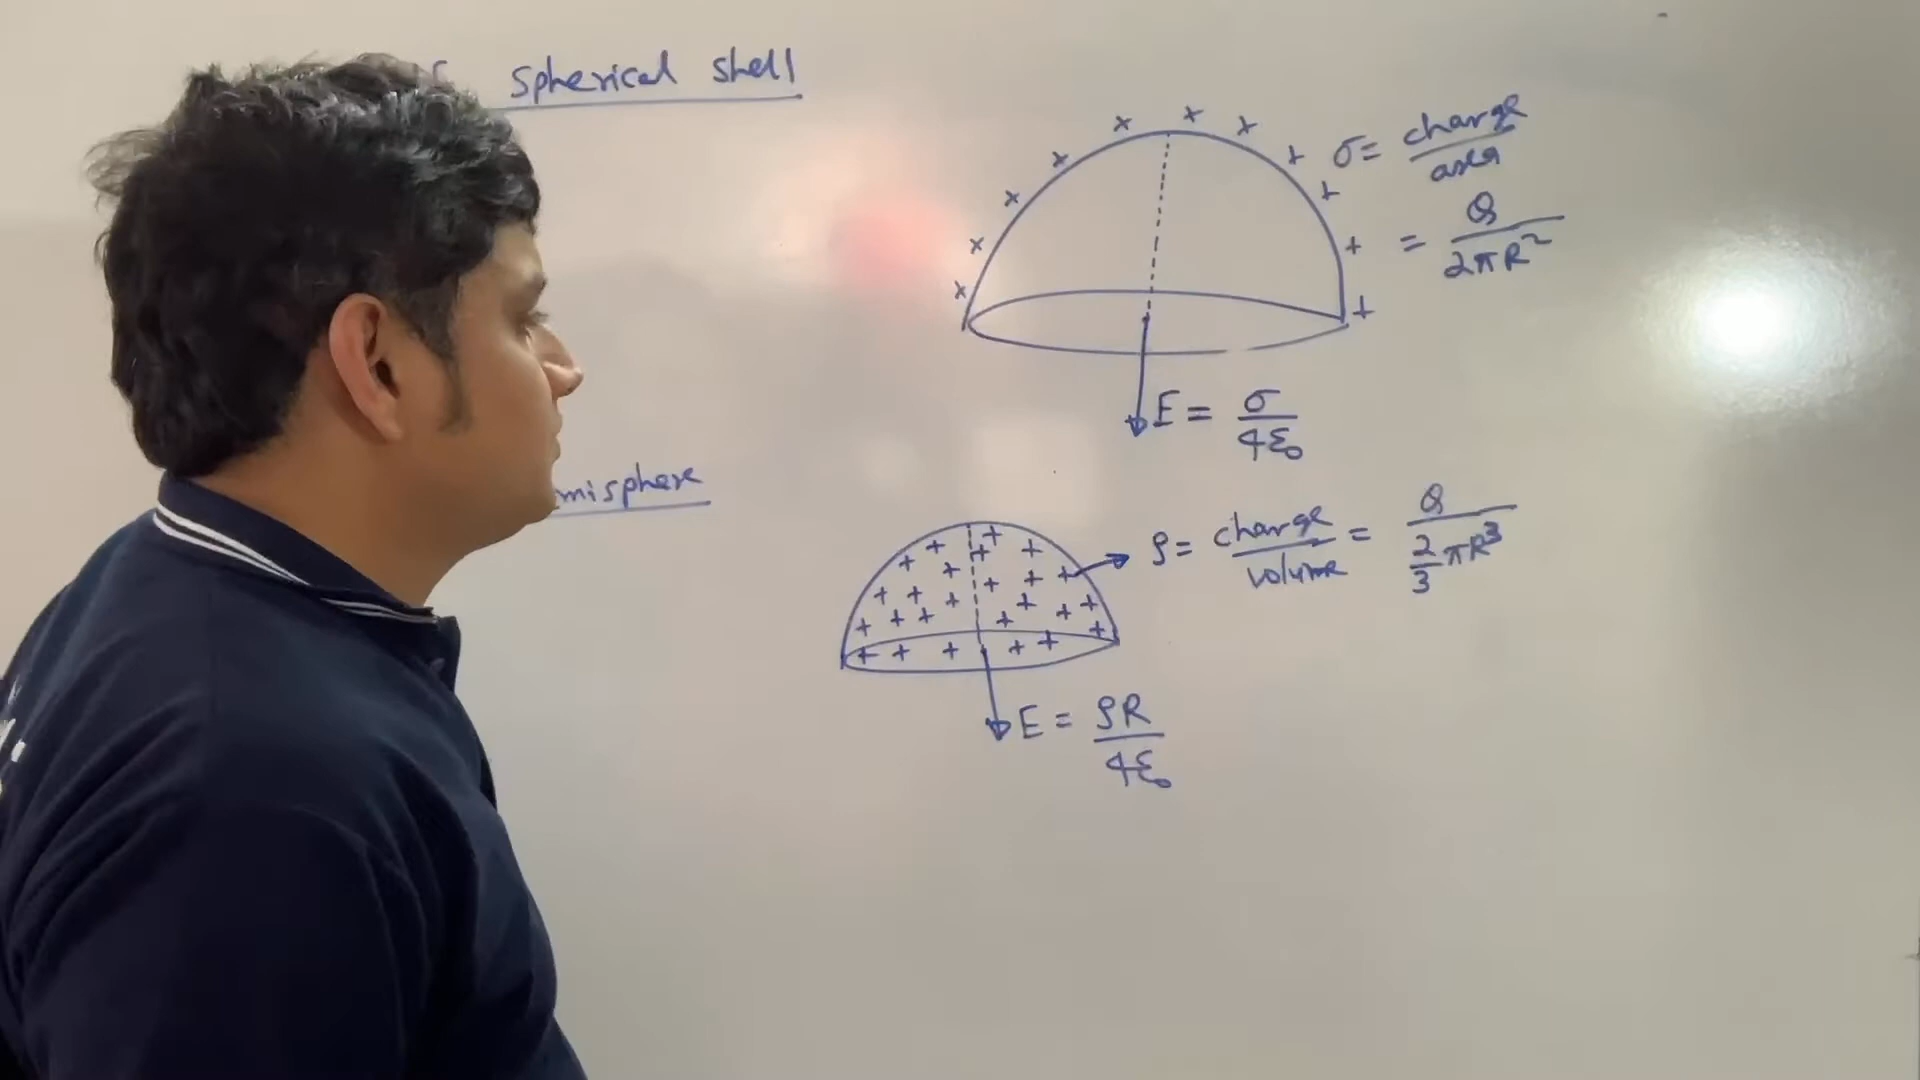 Spherical shell
σ = charge / area
= Q / 2πR²
E = σ / 4ε₀
misphere
ρ = charge / volume = Q / 2/3 πR³
E = ρR / 4ε₀